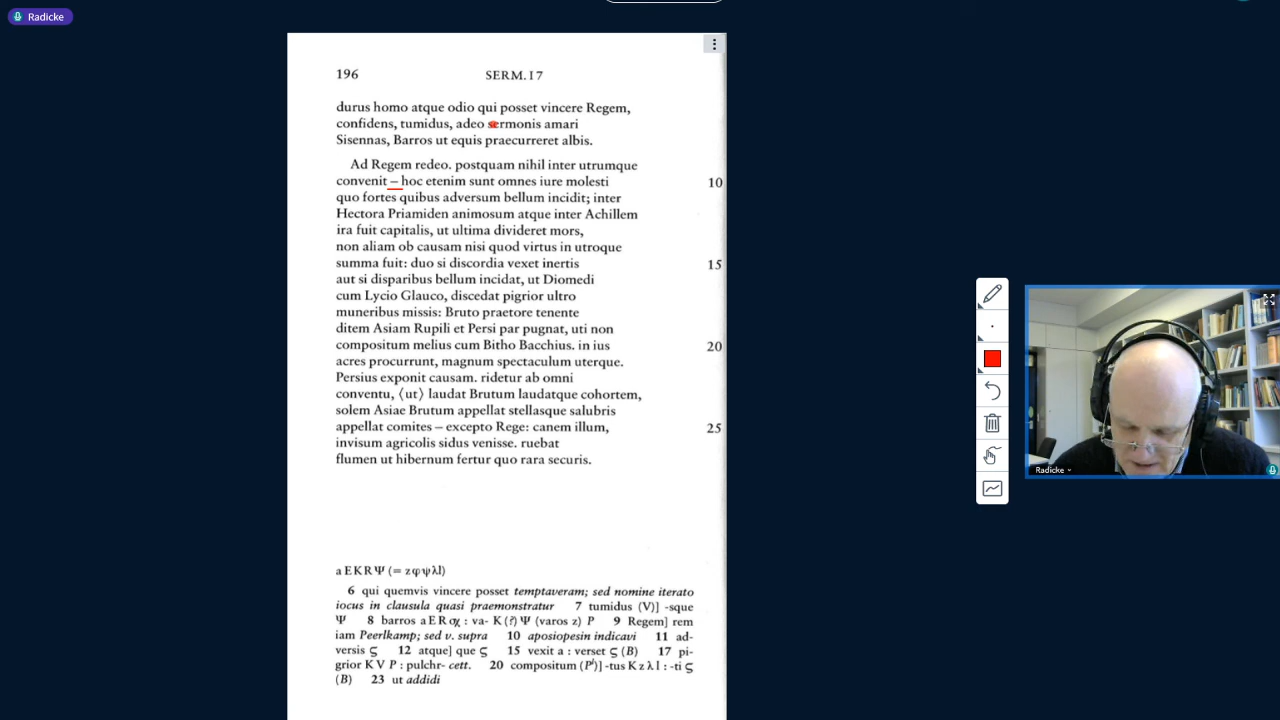 Radicke
196 SERM. I 7
durus homo atque odio qui posset vincere Regem,
confidens, tumidus, adeo sermonis amari
Sisennas, Barros ut equis praecurreret albis.
Ad Regem redeo. postquam nihil inter utrumque
convenit – hoc etenim sunt omnes iure molesti 10
quo fortes quibus adversum bellum incidit; inter
Hectora Priamiden animosum atque inter Achillem
ira fuit capitalis, ut ultima divideret mors,
non aliam ob causam nisi quod virtus in utroque
summa fuit: duo si discordia vexet inertis 15
aut si disparibus bellum incidat, ut Diomedi
cum Lycio Glauco, discedat pigrior ultro
muneribus missis: Bruto praetore tenente
ditem Asiam Rupili et Persi par pugnat, uti non
compositum melius cum Bitho Bacchius. in ius 20
acres procurrunt, magnum spectaculum uterque.
Persius exponit causam. ridetur ab omni
conventu, ⟨ut⟩ laudat Brutum laudatque cohortem,
solem Asiae Brutum appellat stellasque salubris
appellat comites – excepto Rege: canem illum, 25
invisum agricolis sidus venisse. ruebat
flumen ut hibernum fertur quo rara securis.
a E K R Ψ (= z φ ψ λ l)
6 qui quemvis vincere posset temptaveram; sed nomine iterato
iocus in clausula quasi praemonstratur 7 tumidus (V)] -sque
Ψ 8 barros a E R σχ : va- K (?) Ψ (varos z) P 9 Regem] rem
iam Peerlkamp; sed v. supra 10 aposiopesin indicavi 11 ad-
versis ϛ 12 atque] que ϛ 15 vexit a : verset ϛ (B) 17 pi-
grior K V P : pulchr- cett. 20 compositum (P¹)] -tus K z λ l : -ti ϛ
(B) 23 ut addidi
Radicke